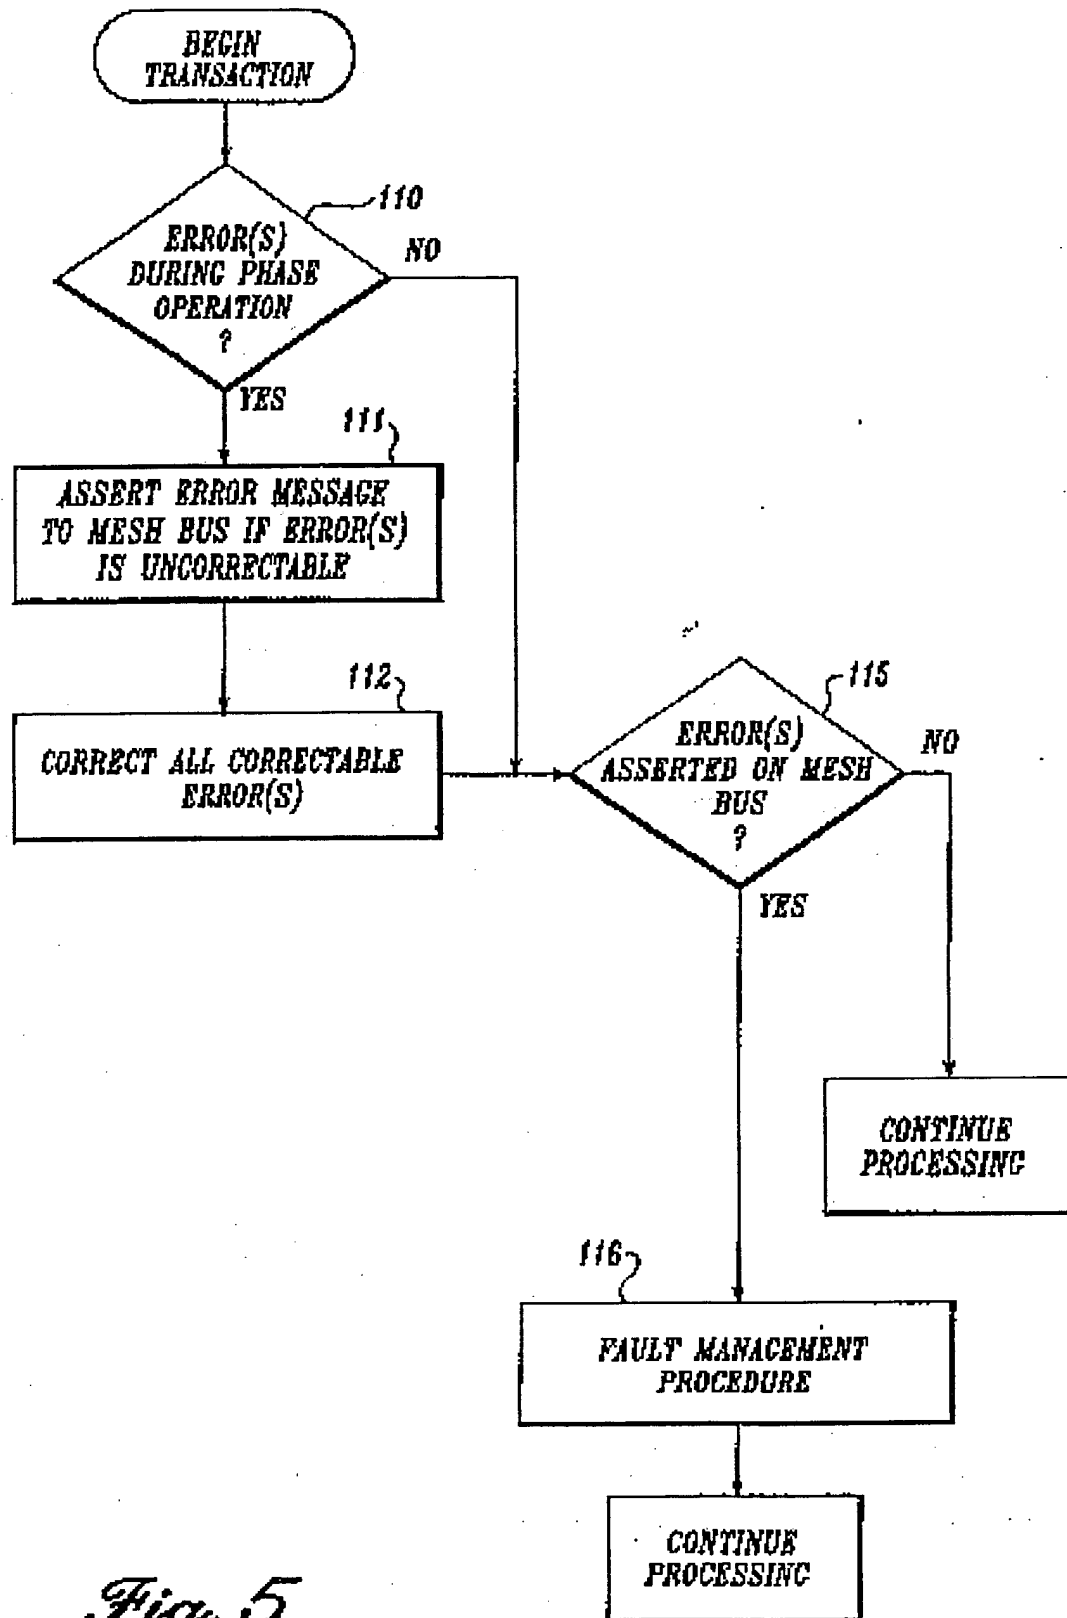 BEGIN
TRANSACTION
110
ERROR(S)
DURING PHASE
OPERATION
?
NO
YES
111
ASSERT ERROR MESSAGE
TO MESH BUS IF ERROR(S)
IS UNCORRECTABLE
112
CORRECT ALL CORRECTABLE
ERROR(S)
115
ERROR(S)
ASSERTED ON MESH
BUS
?
NO
YES
CONTINUE
PROCESSING
116
FAULT MANAGEMENT
PROCEDURE
CONTINUE
PROCESSING
Fig. 5